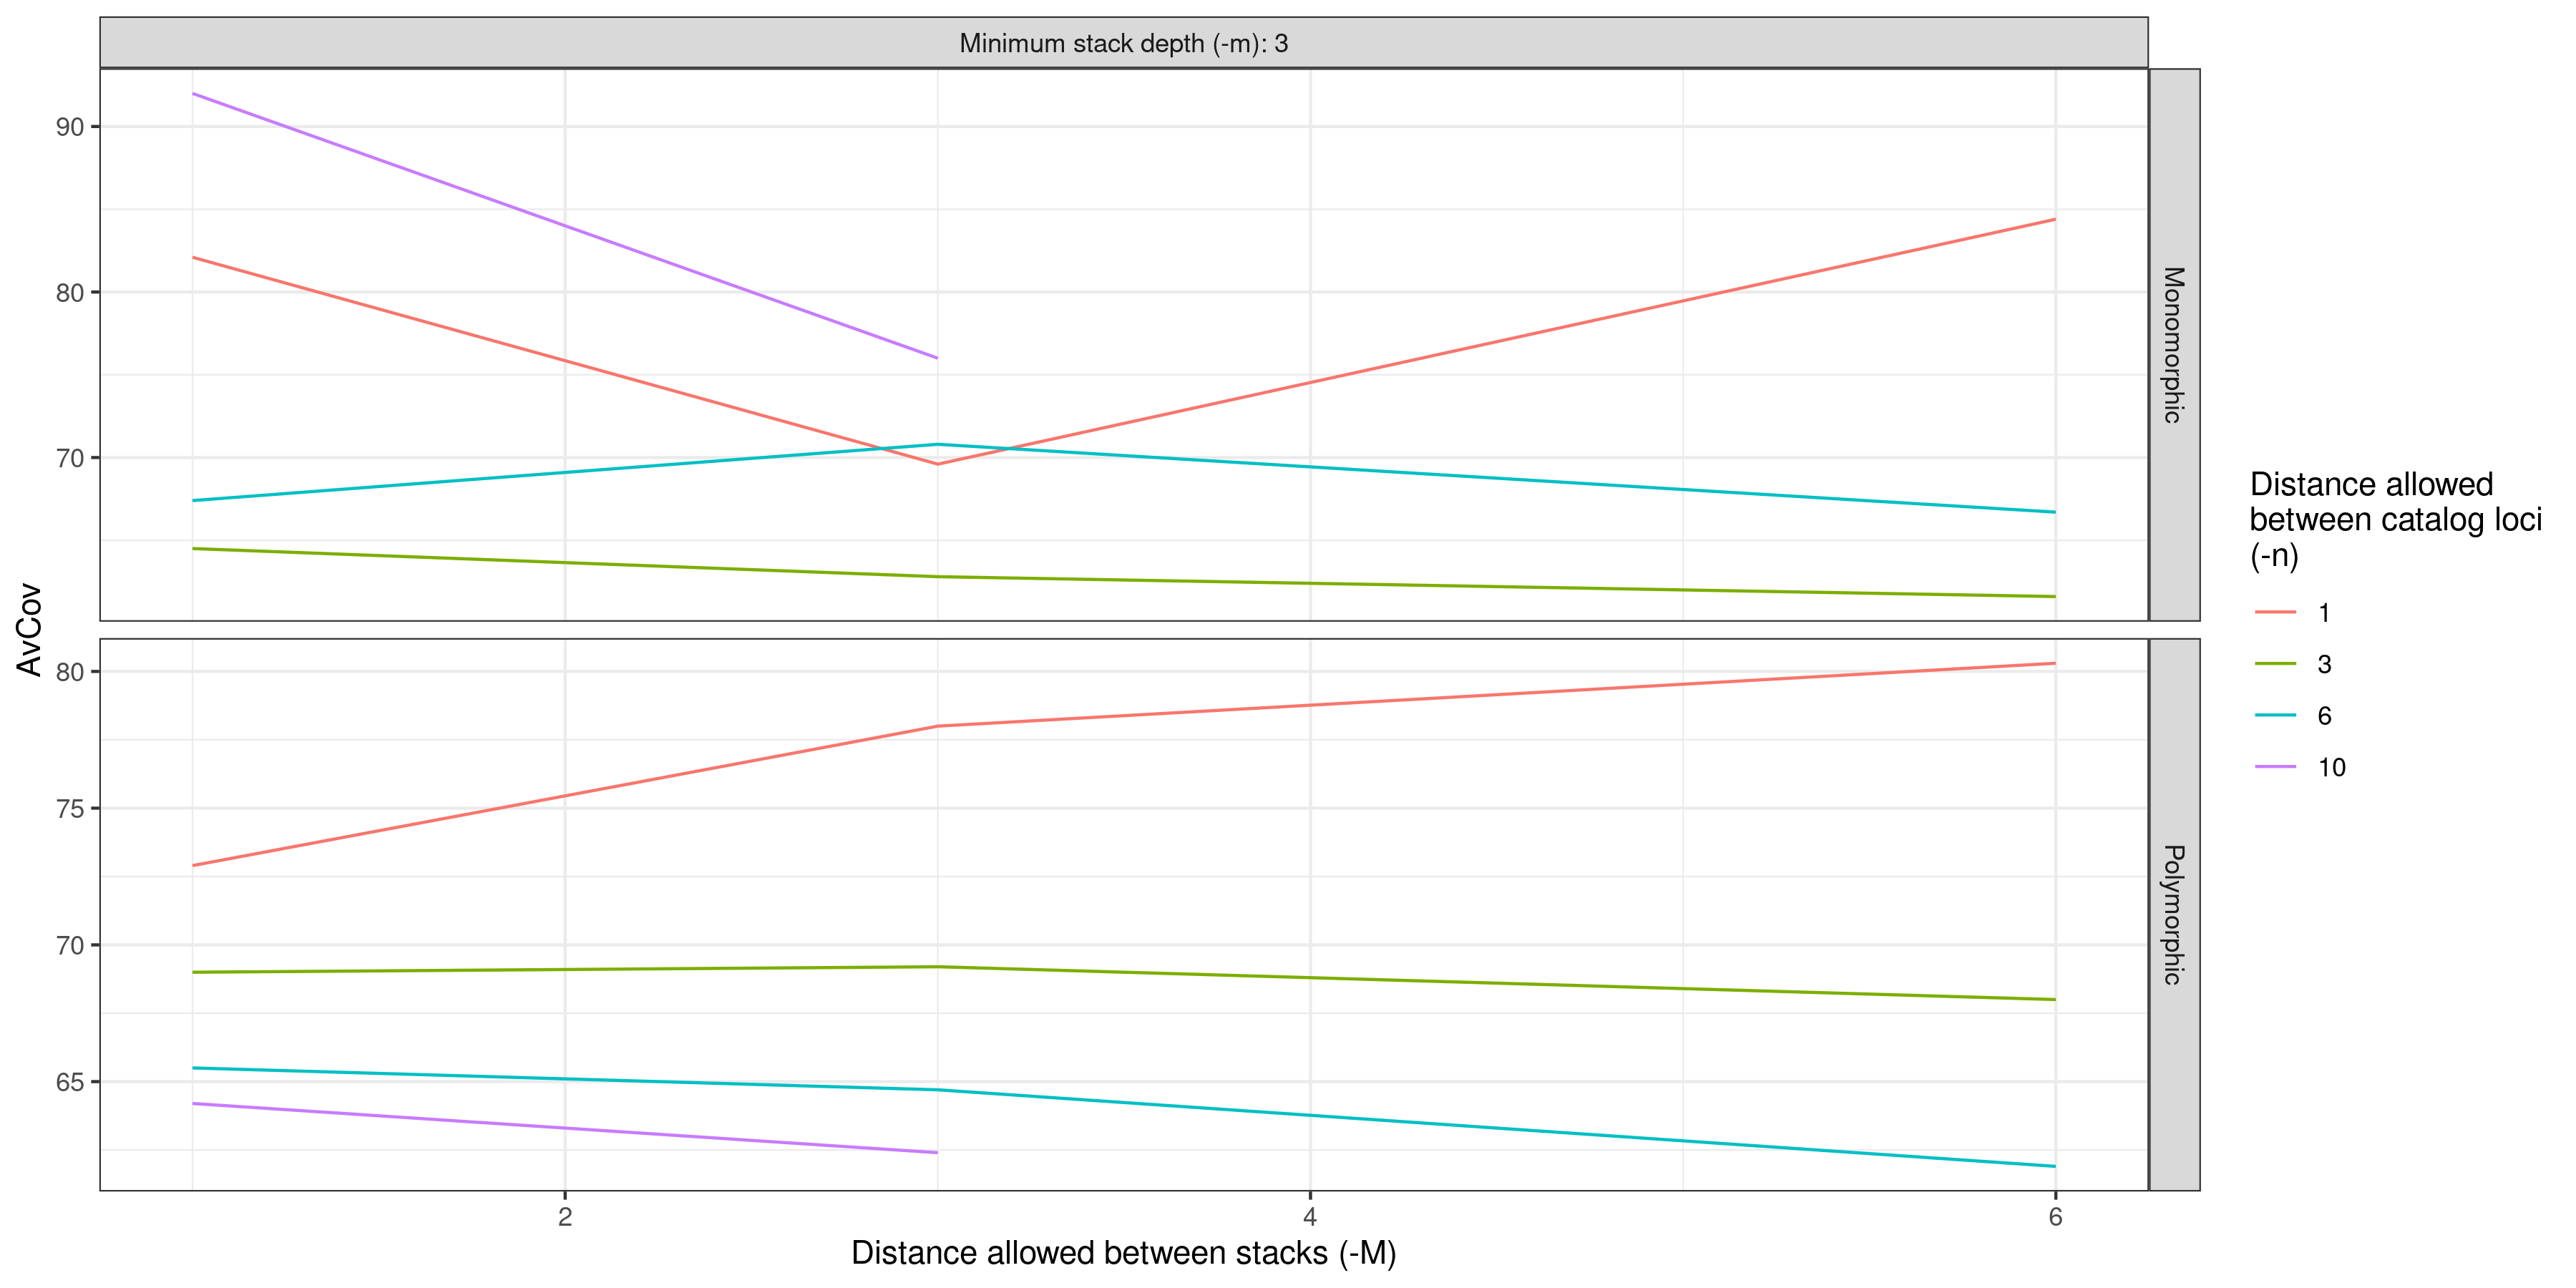 Minimum stack depth (-m): 3
90
80
70
Monomorphic
AvCov
80
75
70
65
Polymorphic
2
4
6
Distance allowed between stacks (-M)
Distance allowed
between catalog loci
(-n)
1
3
6
10